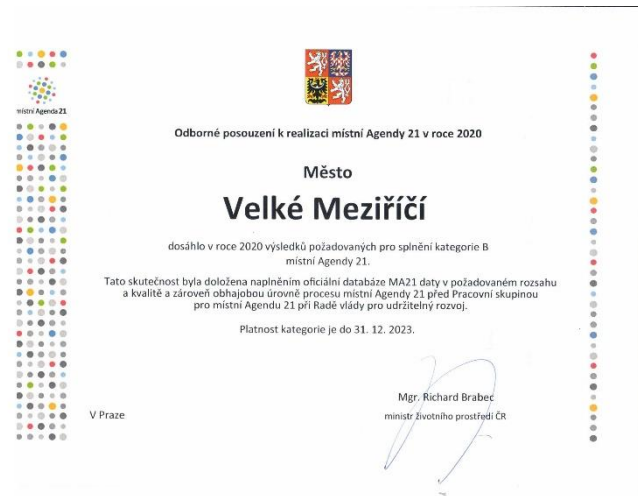 místní Agenda 21
Odborné posouzení k realizaci místní Agendy 21 v roce 2020
Město
Velké Meziříčí
dosáhlo v roce 2020 výsledků požadovaných pro splnění kategorie B
místní Agendy 21.
Tato skutečnost byla doložena naplněním oficiální databáze MA21 daty v požadovaném rozsahu
a kvalitě a zároveň obhajobou úrovně procesu místní Agendy 21 před Pracovní skupinou
pro místní Agendu 21 při Radě vlády pro udržitelný rozvoj.
Platnost kategorie je do 31. 12. 2023.
Mgr. Richard Brabec
V Praze
ministr životního prostředí ČR